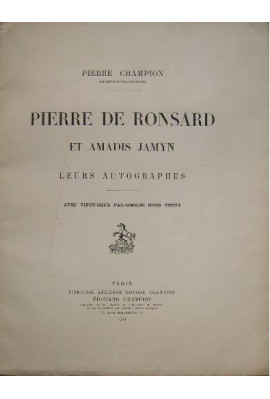 PIERRE CHAMPION
PIERRE DE RONSARD
ET AMADIS JAMYN
LEURS AUTOGRAPHES
AVEC VINGT-DEUX FAC-SIMILÉS HORS TEXTE
PARIS
LIBRAIRIE ANCIENNE HONORÉ CHAMPION
ÉDOUARD CHAMPION